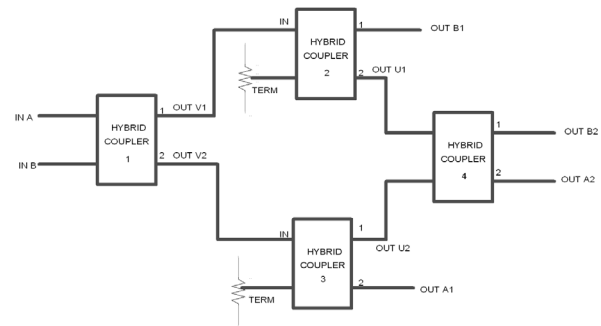 IN
1
OUT B1
HYBRID
COUPLER
2
2
OUT U1
TERM
IN A
1
OUT V1
HYBRID
COUPLER
1
IN B
2
OUT V2
1
OUT B2
HYBRID
COUPLER
4
2
OUT A2
IN
1
HYBRID
COUPLER
3
OUT U2
TERM
2
OUT A1